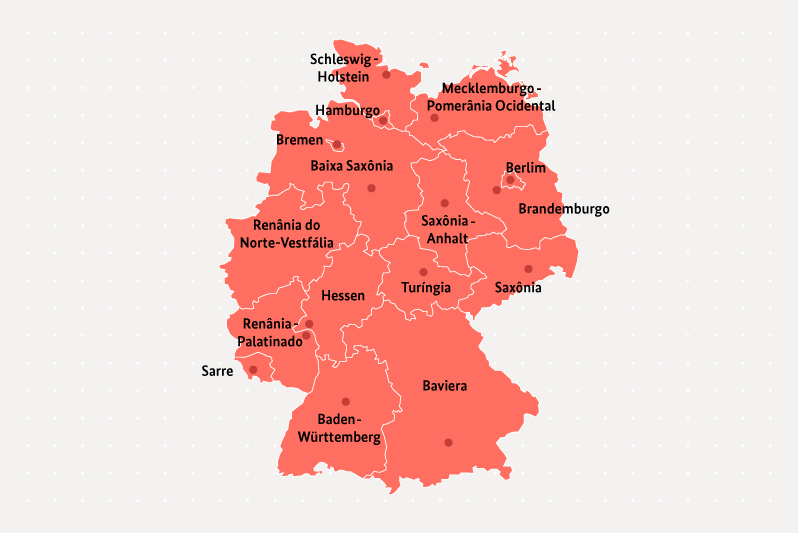 Schleswig-
Holstein
Mecklemburgo-
Pomerânia Ocidental
Hamburgo
Bremen
Baixa Saxônia
Berlim
Brandemburgo
Saxônia-
Anhalt
Renânia do
Norte-Vestfália
Turíngia
Saxônia
Hessen
Renânia-
Palatinado
Sarre
Baviera
Baden-
Württemberg